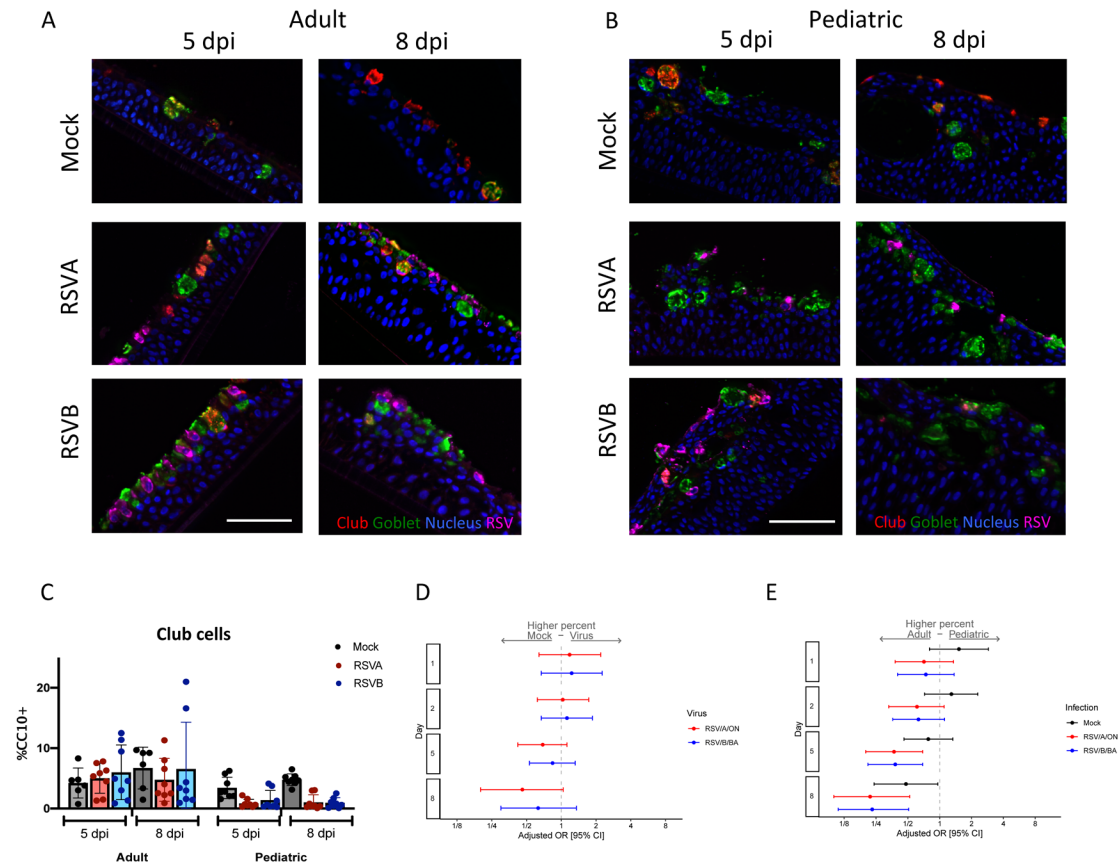 A
Adult
5 dpi
8 dpi
Mock
RSVA
RSVB
Club Goblet Nucleus RSV
B
Pediatric
5 dpi
8 dpi
Mock
RSVA
RSVB
Club Goblet Nucleus RSV
C
Club cells
Mock
RSVA
RSVB
%CC10+
20
10
0
5 dpi
8 dpi
5 dpi
8 dpi
Adult
Pediatric
D
Higher percent
Mock – Virus
Day
1
2
5
8
1/8
1/4
1/2
1
2
4
8
Adjusted OR [95% CI]
Virus
RSV/A/ON
RSV/B/BA
E
Higher percent
Adult – Pediatric
Day
1
2
5
8
1/8
1/4
1/2
1
2
4
8
Adjusted OR [95% CI]
Infection
Mock
RSV/A/ON
RSV/B/BA